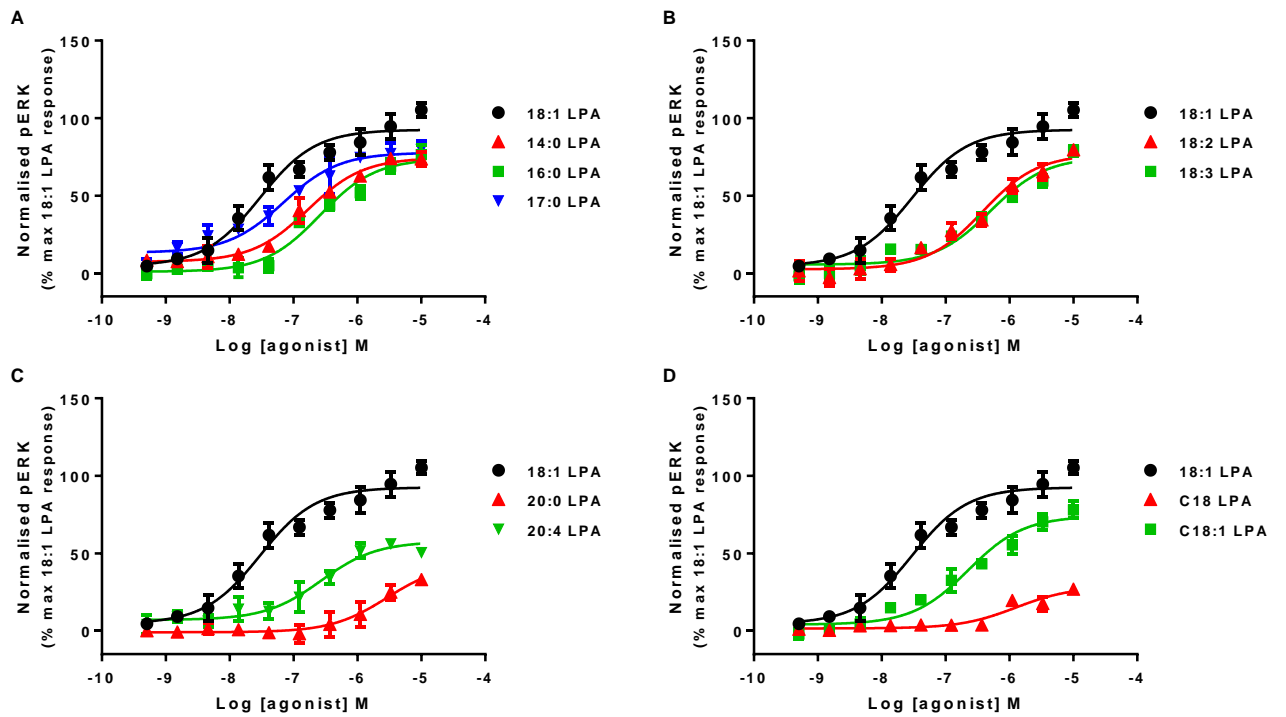 A
Normalised pERK
(% max 18:1 LPA response)
150
100
50
0
-10 -9 -8 -7 -6 -5 -4
Log [agonist] M
18:1 LPA
14:0 LPA
16:0 LPA
17:0 LPA
B
Normalised pERK
(% max 18:1 LPA response)
150
100
50
0
-10 -9 -8 -7 -6 -5 -4
Log [agonist] M
18:1 LPA
18:2 LPA
18:3 LPA
C
Normalised pERK
(% max 18:1 LPA response)
150
100
50
0
-10 -9 -8 -7 -6 -5 -4
Log [agonist] M
18:1 LPA
20:0 LPA
20:4 LPA
D
Normalised pERK
(% max 18:1 LPA response)
150
100
50
0
-10 -9 -8 -7 -6 -5 -4
Log [agonist] M
18:1 LPA
C18 LPA
C18:1 LPA